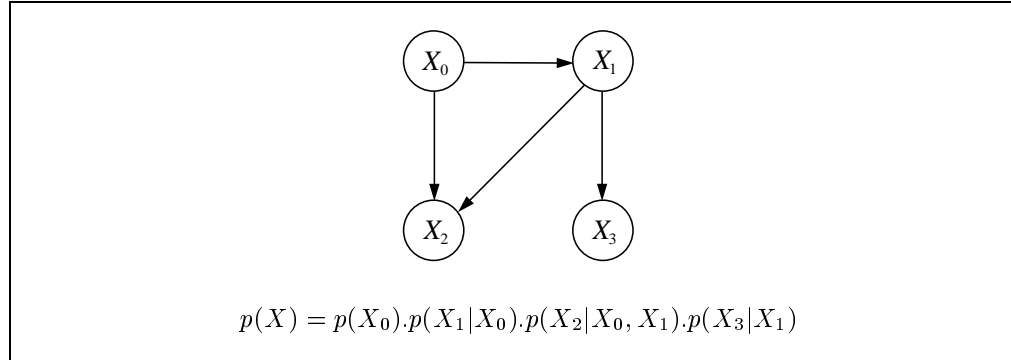 X₀ X₁
X₂ X₃
p(X) = p(X₀).p(X₁|X₀).p(X₂|X₀, X₁).p(X₃|X₁)